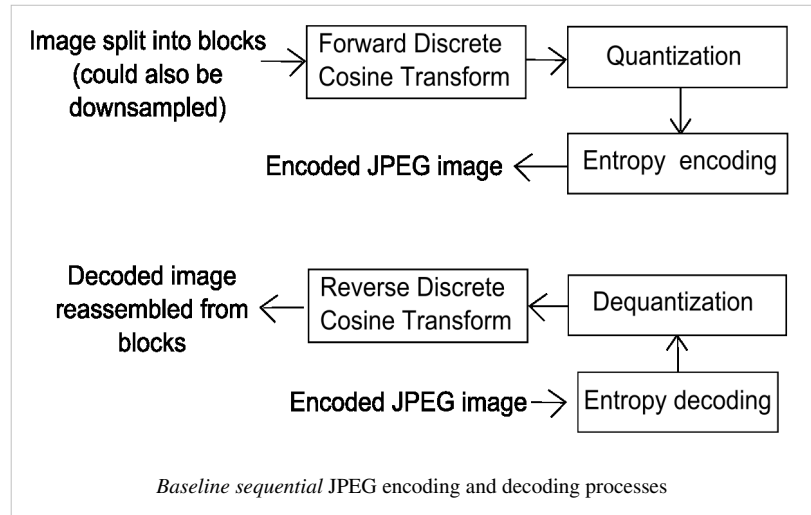 Image split into blocks
(could also be
downsampled)
Forward Discrete
Cosine Transform
Quantization
Encoded JPEG image
Entropy encoding
Decoded image
reassembled from
blocks
Reverse Discrete
Cosine Transform
Dequantization
Encoded JPEG image
Entropy decoding
Baseline sequential JPEG encoding and decoding processes